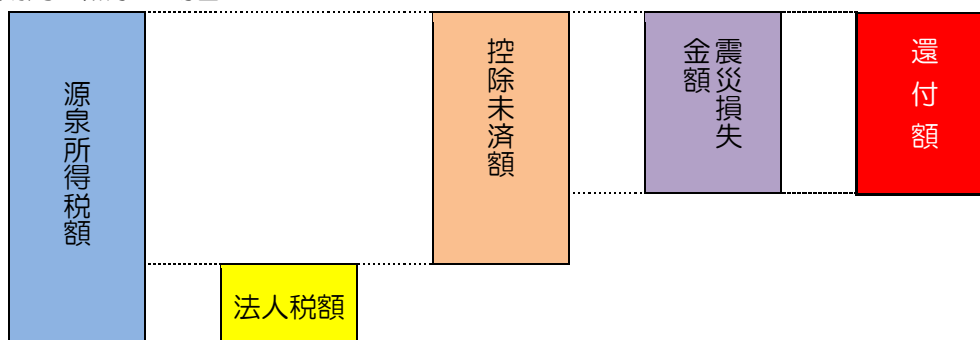 源泉所得税額
法人税額
控除未済額
震災損失
金額
還付額